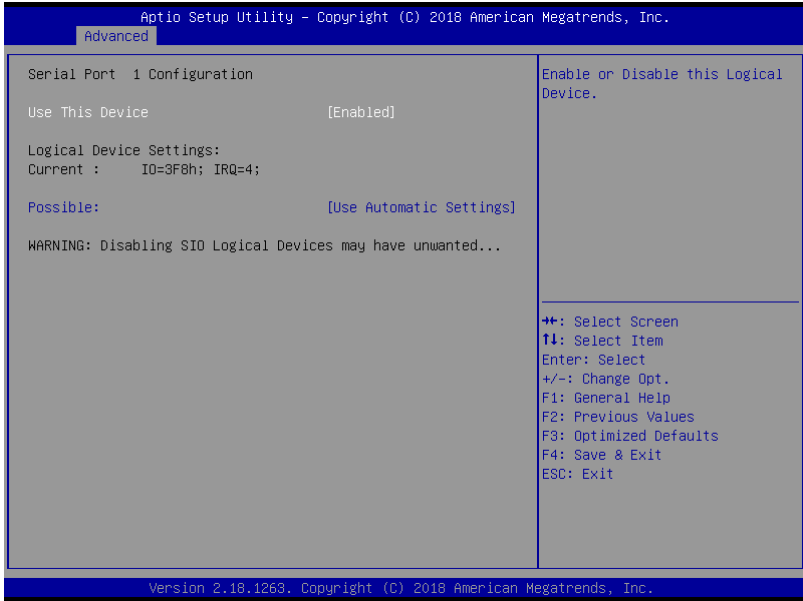 Aptio Setup Utility – Copyright (C) 2018 American Megatrends, Inc.
Advanced
Serial Port  1 Configuration
Use This Device [Enabled]
Logical Device Settings:
Current :     IO=3F8h; IRQ=4;
Possible: [Use Automatic Settings]
WARNING: Disabling SIO Logical Devices may have unwanted...
Enable or Disable this Logical
Device.
→←: Select Screen
↑↓: Select Item
Enter: Select
+/-: Change Opt.
F1: General Help
F2: Previous Values
F3: Optimized Defaults
F4: Save & Exit
ESC: Exit
Version 2.18.1263. Copyright (C) 2018 American Megatrends, Inc.